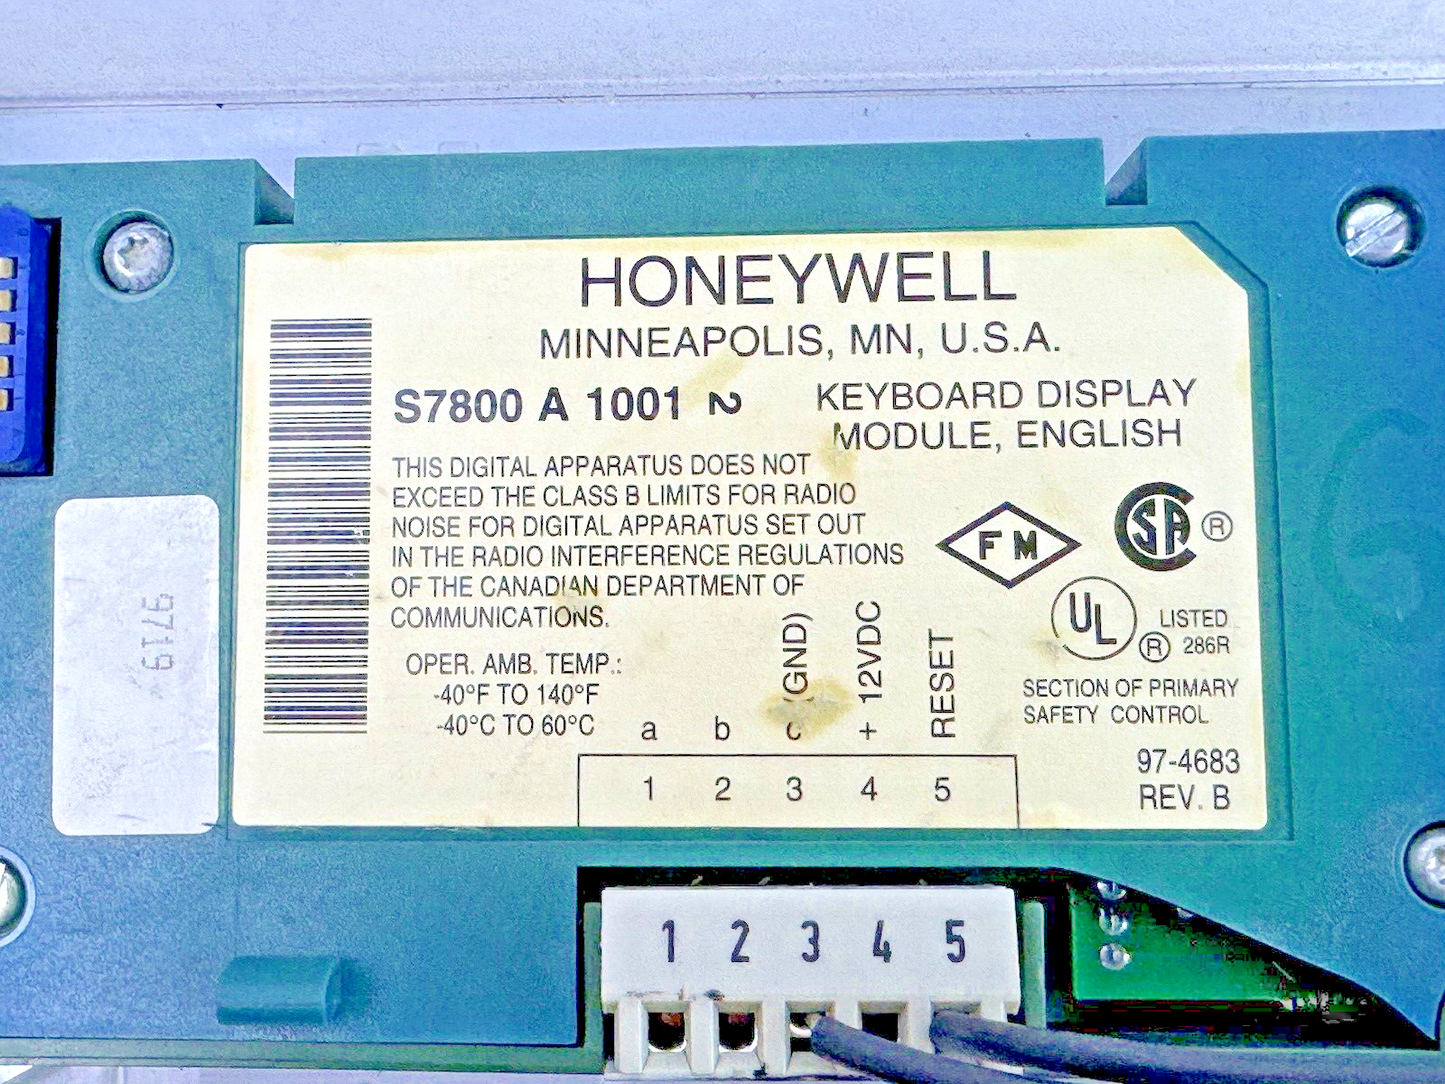 HONEYWELL
MINNEAPOLIS, MN, U.S.A.
S7800 A 1001 2
KEYBOARD DISPLAY
MODULE, ENGLISH
THIS DIGITAL APPARATUS DOES NOT
EXCEED THE CLASS B LIMITS FOR RADIO
NOISE FOR DIGITAL APPARATUS SET OUT
IN THE RADIO INTERFERENCE REGULATIONS
OF THE CANADIAN DEPARTMENT OF
COMMUNICATIONS.
OPER. AMB. TEMP.:
-40°F TO 140°F
-40°C TO 60°C
FM
SA ®
UL ® LISTED
286R
SECTION OF PRIMARY
SAFETY CONTROL
97-4683
REV. B
a b c (GND) + 12VDC RESET
1 2 3 4 5
9719
1 2 3 4 5